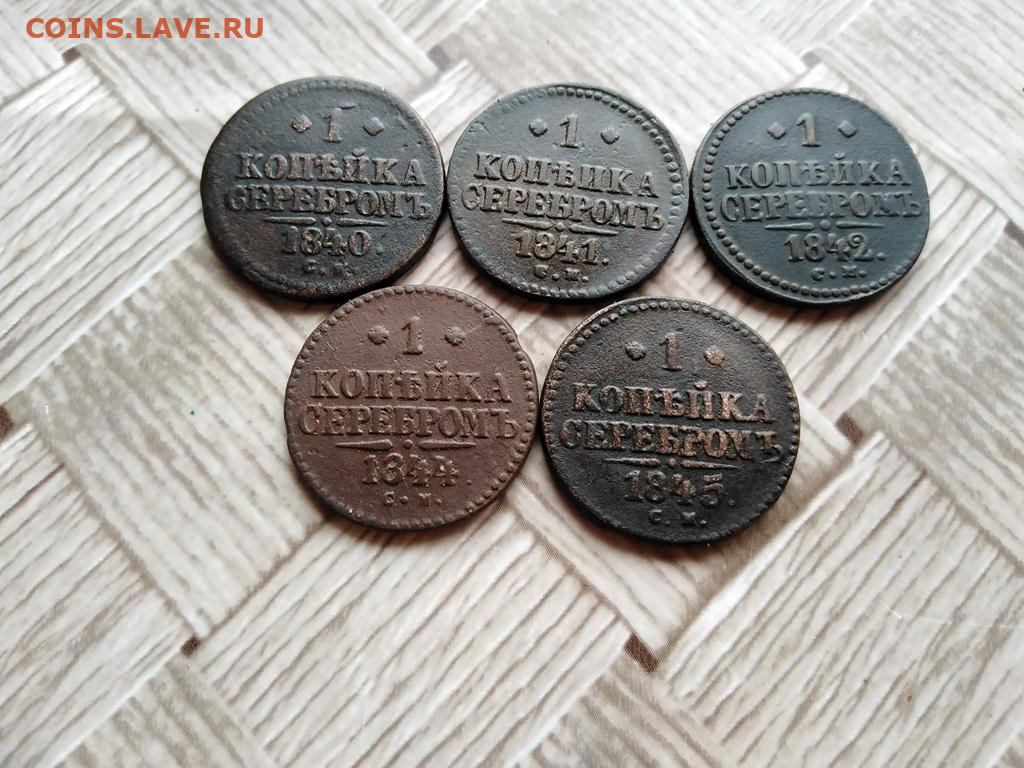 COINS.LAVE.RU
1
КОПѢЙКА
СЕРЕБРОМЪ
1840.
С. М.
1
КОПѢЙКА
СЕРЕБРОМЪ
1841.
С. М.
1
КОПѢЙКА
СЕРЕБРОМЪ
1842.
С. М.
1
КОПѢЙКА
СЕРЕБРОМЪ
1844.
С. М.
1
КОПѢЙКА
СЕРЕБРОМЪ
1845.
С. М.